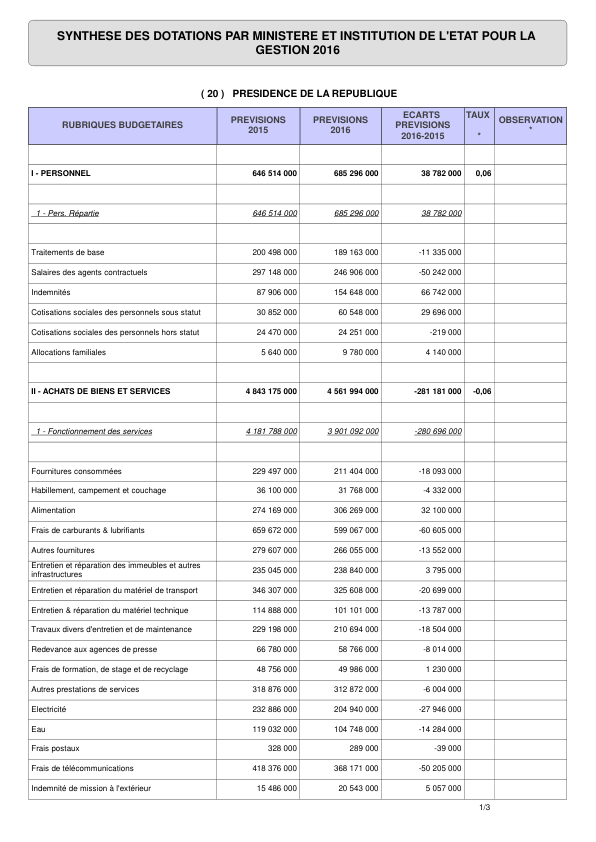 SYNTHESE DES DOTATIONS PAR MINISTERE ET INSTITUTION DE L'ETAT POUR LA
GESTION 2016
( 20 ) PRESIDENCE DE LA REPUBLIQUE
RUBRIQUES BUDGETAIRES PREVISIONS 2015 PREVISIONS 2016 ECARTS PREVISIONS 2016-2015 TAUX * OBSERVATION *
I - PERSONNEL 646 514 000 685 296 000 38 782 000 0,06
1 - Pers. Répartie 646 514 000 685 296 000 38 782 000
Traitements de base 200 498 000 189 163 000 -11 335 000
Salaires des agents contractuels 297 148 000 246 906 000 -50 242 000
Indemnités 87 906 000 154 648 000 66 742 000
Cotisations sociales des personnels sous statut 30 852 000 60 548 000 29 696 000
Cotisations sociales des personnels hors statut 24 470 000 24 251 000 -219 000
Allocations familiales 5 640 000 9 780 000 4 140 000
II - ACHATS DE BIENS ET SERVICES 4 843 175 000 4 561 994 000 -281 181 000 -0,06
1 - Fonctionnement des services 4 181 788 000 3 901 092 000 -280 696 000
Fournitures consommées 229 497 000 211 404 000 -18 093 000
Habillement, campement et couchage 36 100 000 31 768 000 -4 332 000
Alimentation 274 169 000 306 269 000 32 100 000
Frais de carburants & lubrifiants 659 672 000 599 067 000 -60 605 000
Autres fournitures 279 607 000 266 055 000 -13 552 000
Entretien et réparation des immeubles et autres
infrastructures 235 045 000 238 840 000 3 795 000
Entretien et réparation du matériel de transport 346 307 000 325 608 000 -20 699 000
Entretien & réparation du matériel technique 114 888 000 101 101 000 -13 787 000
Travaux divers d'entretien et de maintenance 229 198 000 210 694 000 -18 504 000
Redevance aux agences de presse 66 780 000 58 766 000 -8 014 000
Frais de formation, de stage et de recyclage 48 756 000 49 986 000 1 230 000
Autres prestations de services 318 876 000 312 872 000 -6 004 000
Electricité 232 886 000 204 940 000 -27 946 000
Eau 119 032 000 104 748 000 -14 284 000
Frais postaux 328 000 289 000 -39 000
Frais de télécommunications 418 376 000 368 171 000 -50 205 000
Indemnité de mission à l'extérieur 15 486 000 20 543 000 5 057 000
1/3